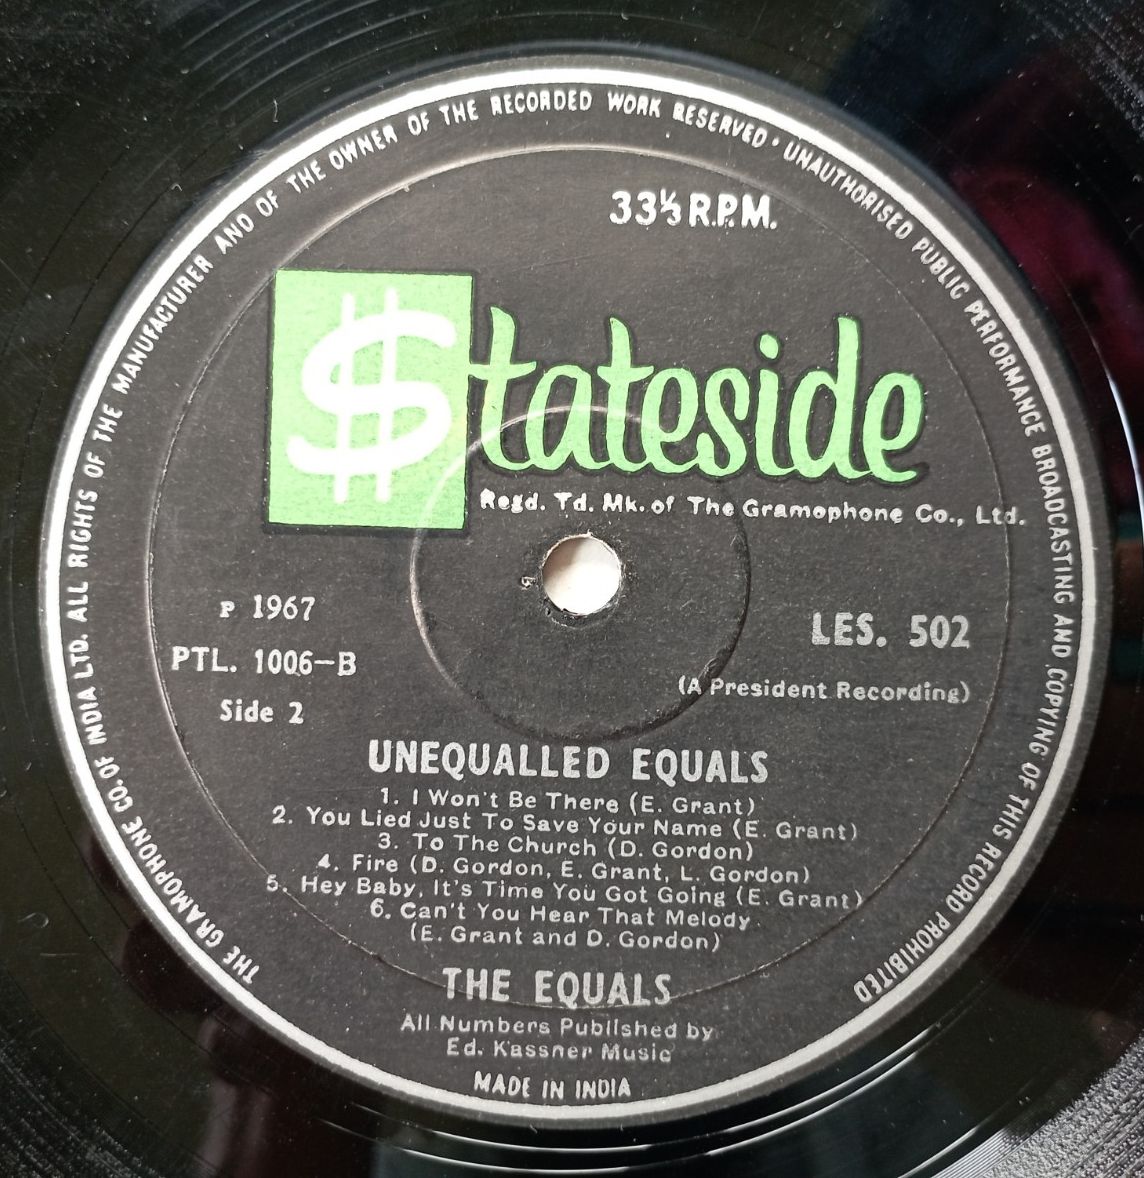 THE GRAMOPHONE CO. OF INDIA LTD. ALL RIGHTS OF THE MANUFACTURER AND OF THE OWNER OF THE RECORDED WORK RESERVED · UNAUTHORISED PUBLIC PERFORMANCE BROADCASTING AND COPYING OF THIS RECORD PROHIBITED
33⅓ R.P.M.
$tateside
Regd. Td. Mk. of The Gramophone Co., Ltd.
P 1967
LES. 502
PTL. 1006-B
(A President Recording)
Side 2
UNEQUALLED EQUALS
1. I Won't Be There (E. Grant)
2. You Lied Just To Save Your Name (E. Grant)
3. To The Church (D. Gordon)
4. Fire (D. Gordon, E. Grant, L. Gordon)
5. Hey Baby, It's Time You Got Going (E. Grant)
6. Can't You Hear That Melody
(E. Grant and D. Gordon)
THE EQUALS
All Numbers Published by
Ed. Kassner Music
MADE IN INDIA